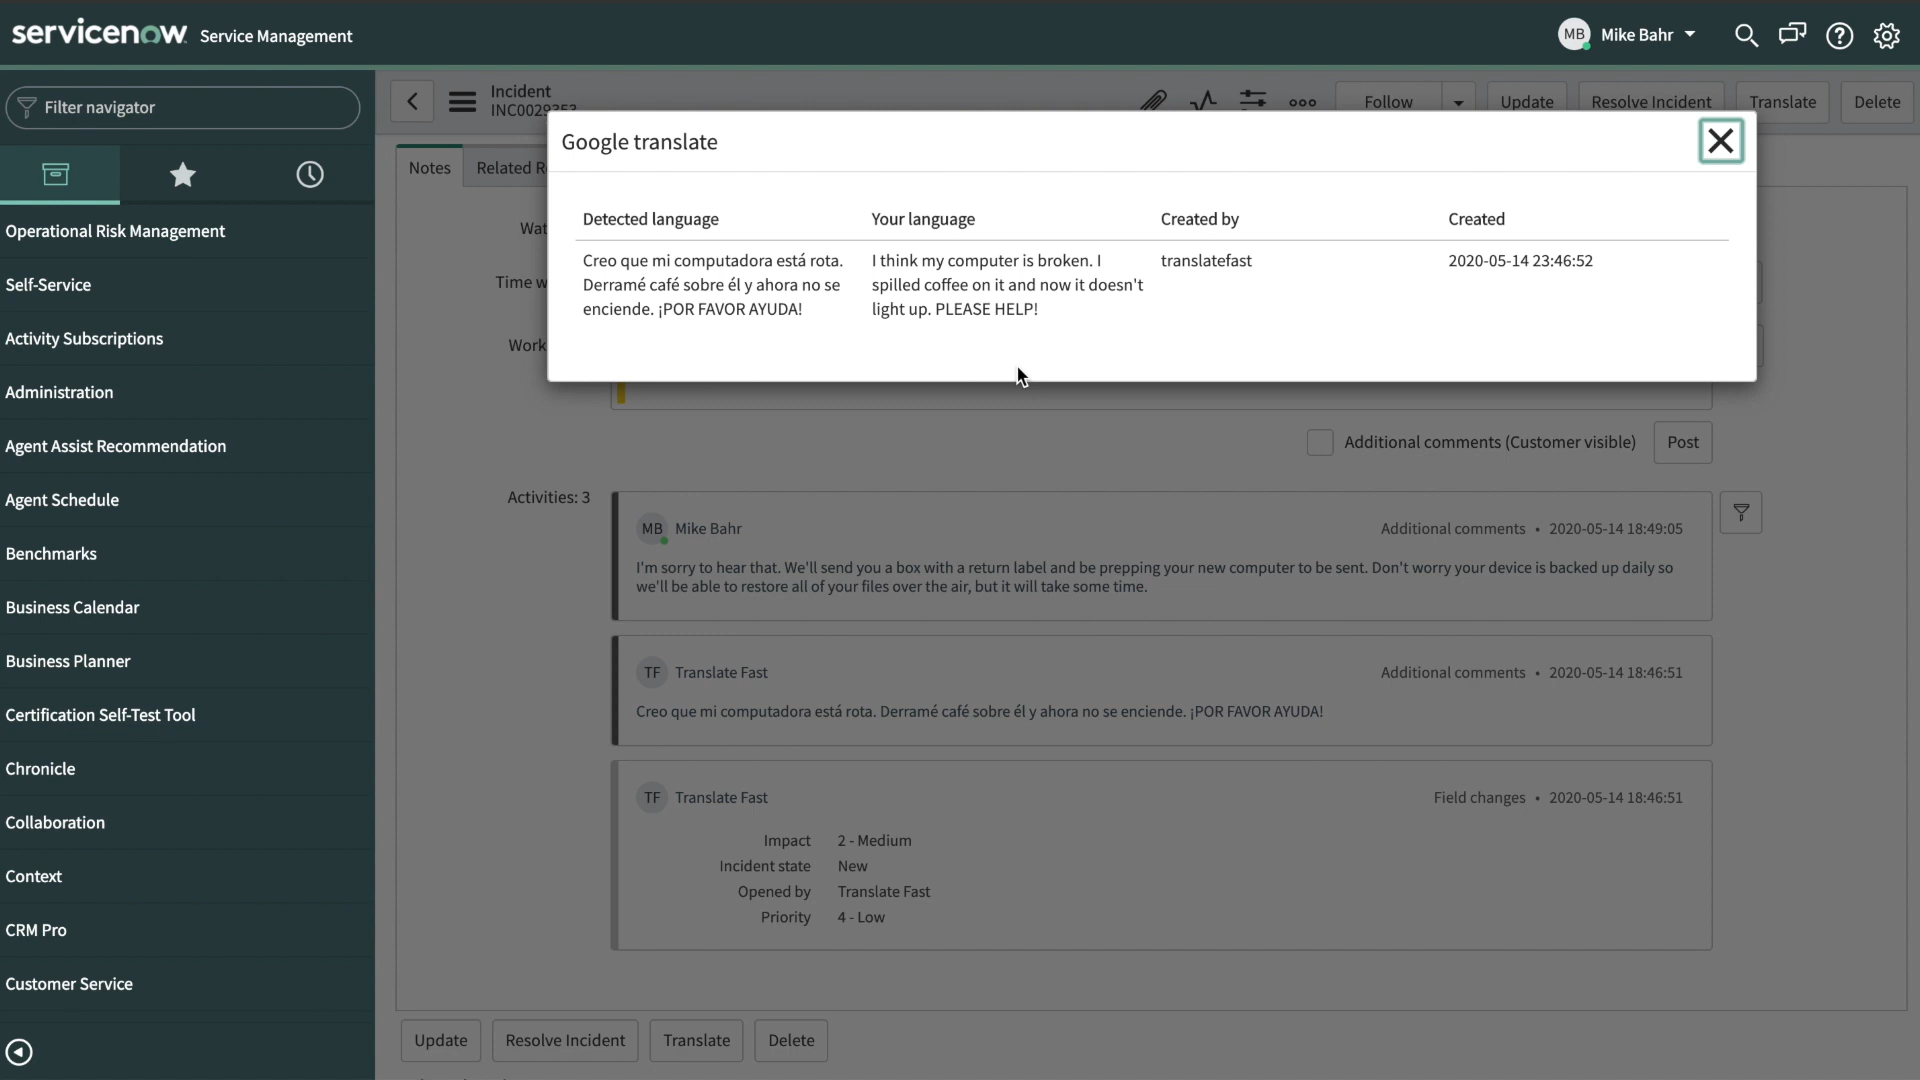 servicenow Service Management
MB Mike Bahr
Filter navigator
Operational Risk Management
Self-Service
Activity Subscriptions
Administration
Agent Assist Recommendation
Agent Schedule
Benchmarks
Business Calendar
Business Planner
Certification Self-Test Tool
Chronicle
Collaboration
Context
CRM Pro
Customer Service
Incident
Follow Update Resolve Incident Translate Delete
Notes Related
Google translate
Detected language Your language Created by Created
Creo que mi computadora está rota. I think my computer is broken. I translatefast 2020-05-14 23:46:52
Derramé café sobre él y ahora no se spilled coffee on it and now it doesn't
enciende. ¡POR FAVOR AYUDA! light up. PLEASE HELP!
Time
Work
Additional comments (Customer visible) Post
Activities: 3
MB Mike Bahr Additional comments • 2020-05-14 18:49:05
I'm sorry to hear that. We'll send you a box with a return label and be prepping your new computer to be sent. Don't worry your device is backed up daily so
we'll be able to restore all of your files over the air, but it will take some time.
TF Translate Fast Additional comments • 2020-05-14 18:46:51
Creo que mi computadora está rota. Derramé café sobre él y ahora no se enciende. ¡POR FAVOR AYUDA!
TF Translate Fast Field changes • 2020-05-14 18:46:51
Impact 2 - Medium
Incident state New
Opened by Translate Fast
Priority 4 - Low
Update Resolve Incident Translate Delete